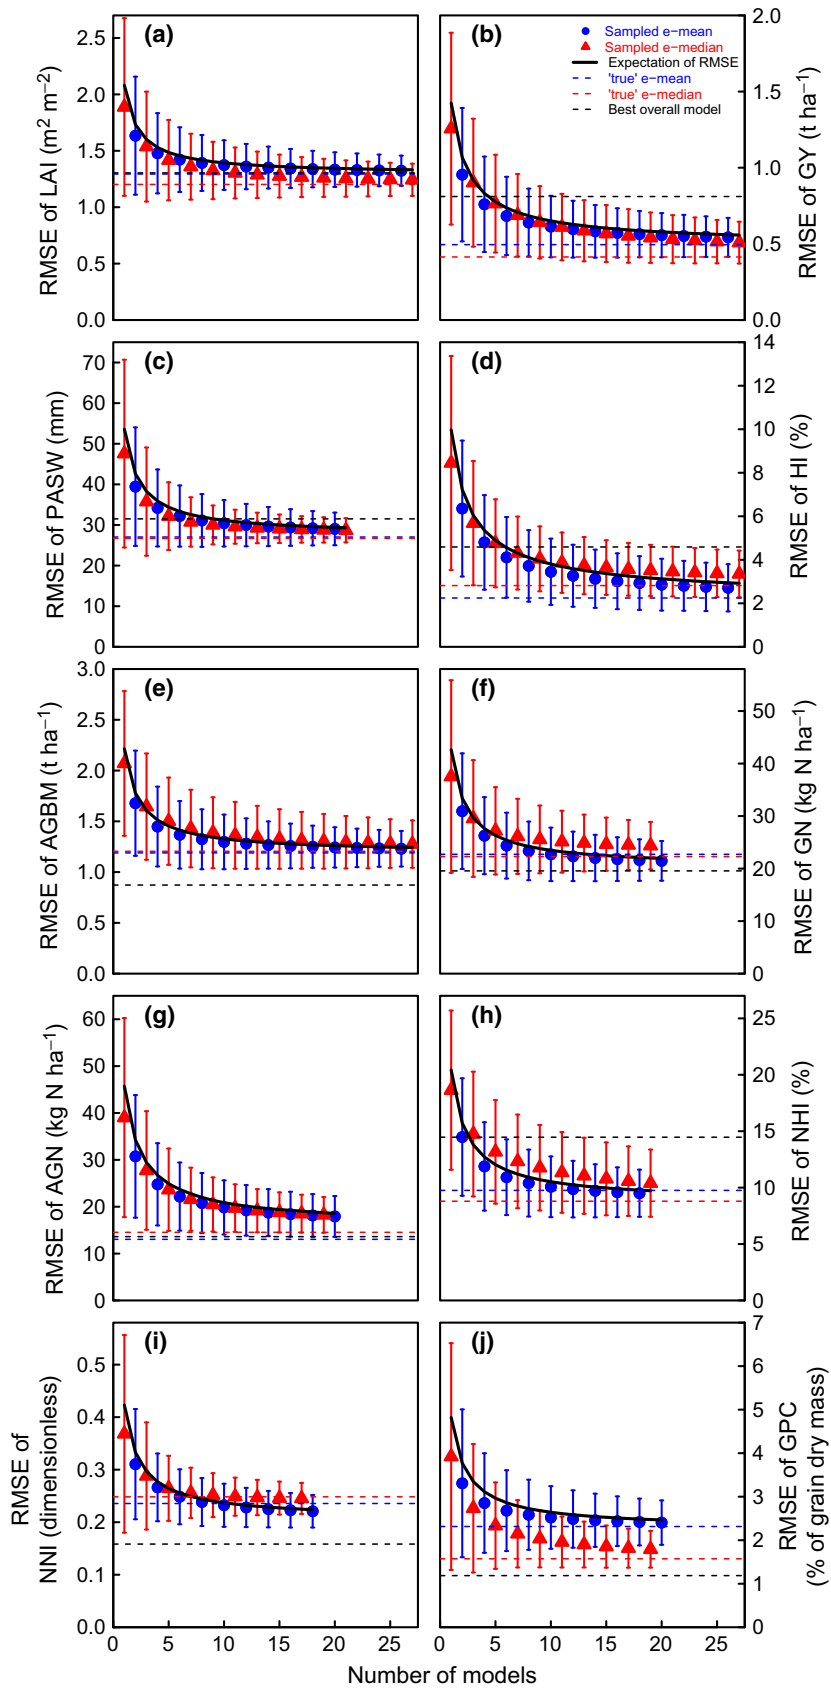 (a)
RMSE of LAI (m² m⁻²)
2.5
2.0
1.5
1.0
0.5
0.0
(b)
Sampled e−mean
Sampled e−median
Expectation of RMSE
'true' e−mean
'true' e−median
Best overall model
2.0
1.5
1.0
0.5
0.0
RMSE of GY (t ha⁻¹)
(c)
RMSE of PASW (mm)
70
60
50
40
30
20
10
0
(d)
14
12
10
8
6
4
2
0
RMSE of HI (%)
(e)
RMSE of AGBM (t ha⁻¹)
3.0
2.5
2.0
1.5
1.0
0.5
0.0
(f)
50
40
30
20
10
0
RMSE of GN (kg N ha⁻¹)
(g)
RMSE of AGN (kg N ha⁻¹)
60
50
40
30
20
10
0
(h)
25
20
15
10
5
0
RMSE of NHI (%)
(i)
RMSE of
NNI (dimensionless)
0.5
0.4
0.3
0.2
0.1
0.0
0 5 10 15 20 25
(j)
7
6
5
4
3
2
1
0
RMSE of GPC
(% of grain dry mass)
0 5 10 15 20 25
Number of models